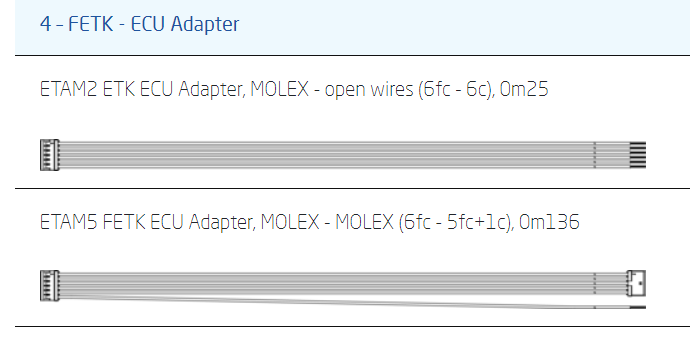 4 – FETK - ECU Adapter
ETAM2 ETK ECU Adapter, MOLEX - open wires (6fc - 6c), 0m25
ETAM5 FETK ECU Adapter, MOLEX - MOLEX (6fc - 5fc+1c), 0m136